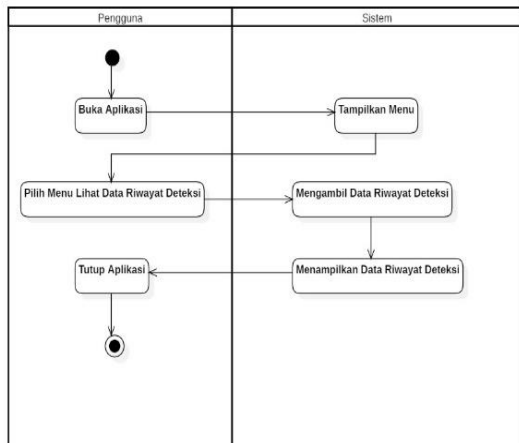 Pengguna
Sistem
Buka Aplikasi
Tampilkan Menu
Pilih Menu Lihat Data Riwayat Deteksi
Mengambil Data Riwayat Deteksi
Tutup Aplikasi
Menampilkan Data Riwayat Deteksi